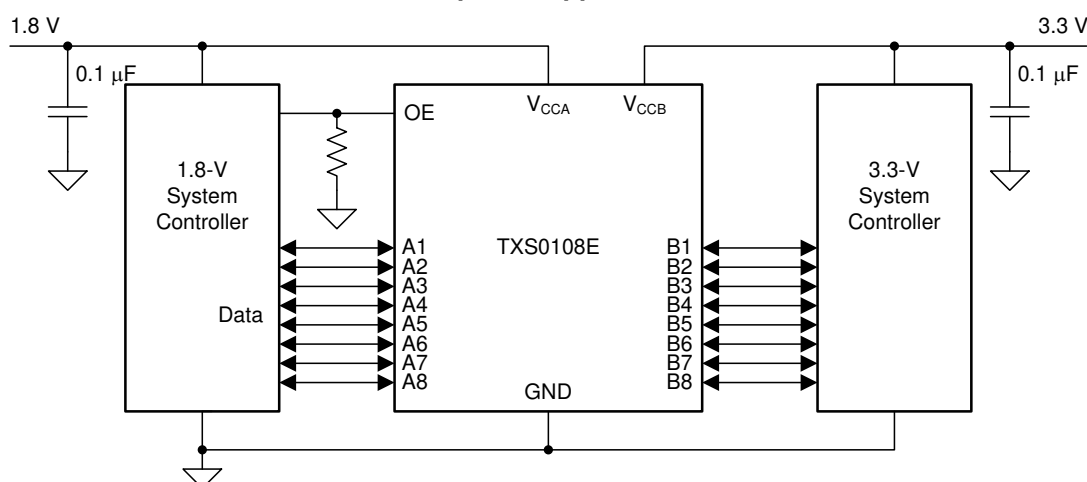 1.8 V
3.3 V
0.1 μF
0.1 μF
OE
VCCA
VCCB
1.8-V
System
Controller
3.3-V
System
Controller
TXS0108E
Data
A1
A2
A3
A4
A5
A6
A7
A8
B1
B2
B3
B4
B5
B6
B7
B8
GND